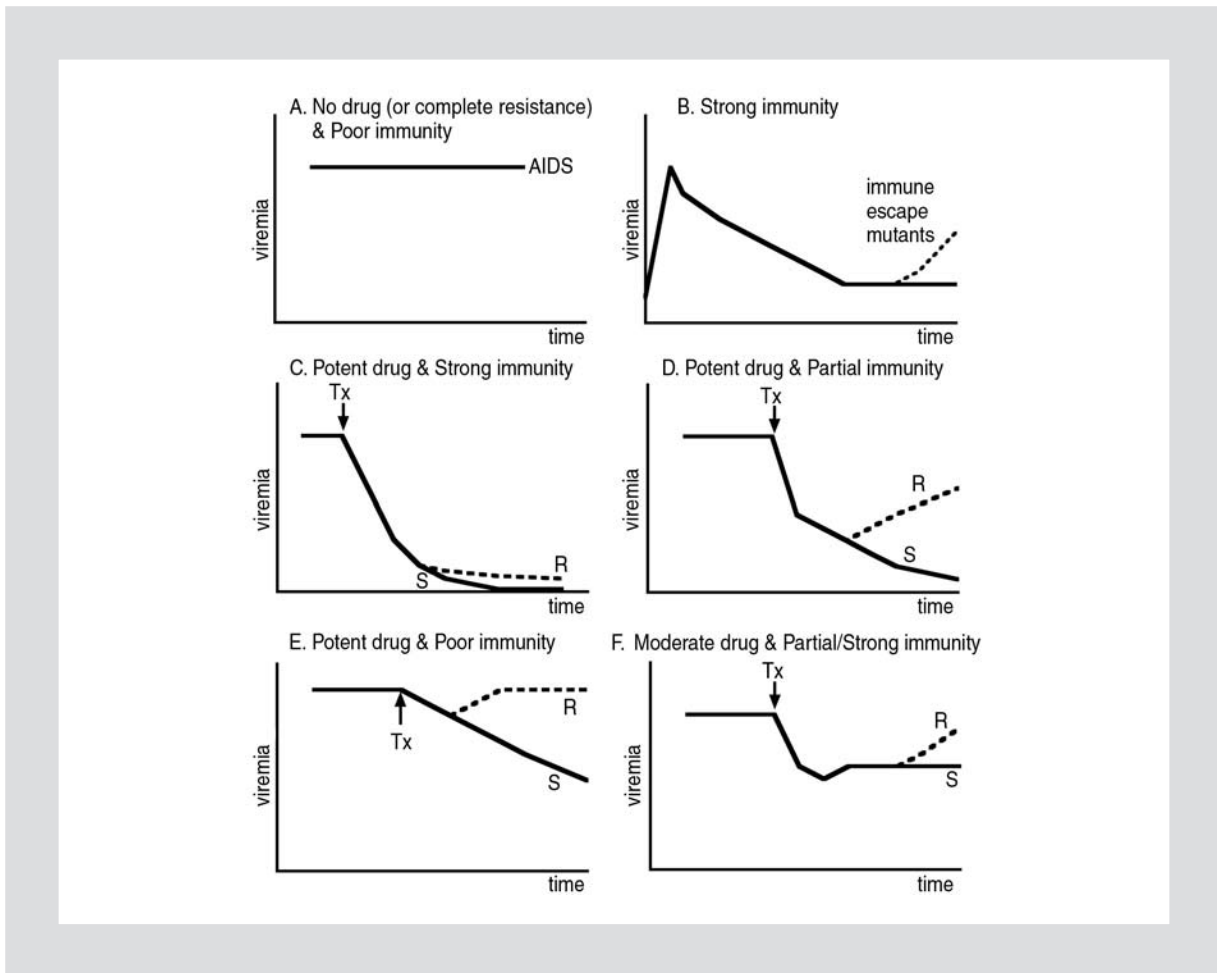 A. No drug (or complete resistance)
& Poor immunity
AIDS
viremia
time
B. Strong immunity
immune
escape
mutants
viremia
time
C. Potent drug & Strong immunity
Tx
viremia
R
S
time
D. Potent drug & Partial immunity
Tx
R
viremia
S
time
E. Potent drug & Poor immunity
R
Tx
viremia
S
time
F. Moderate drug & Partial/Strong immunity
Tx
R
viremia
S
time